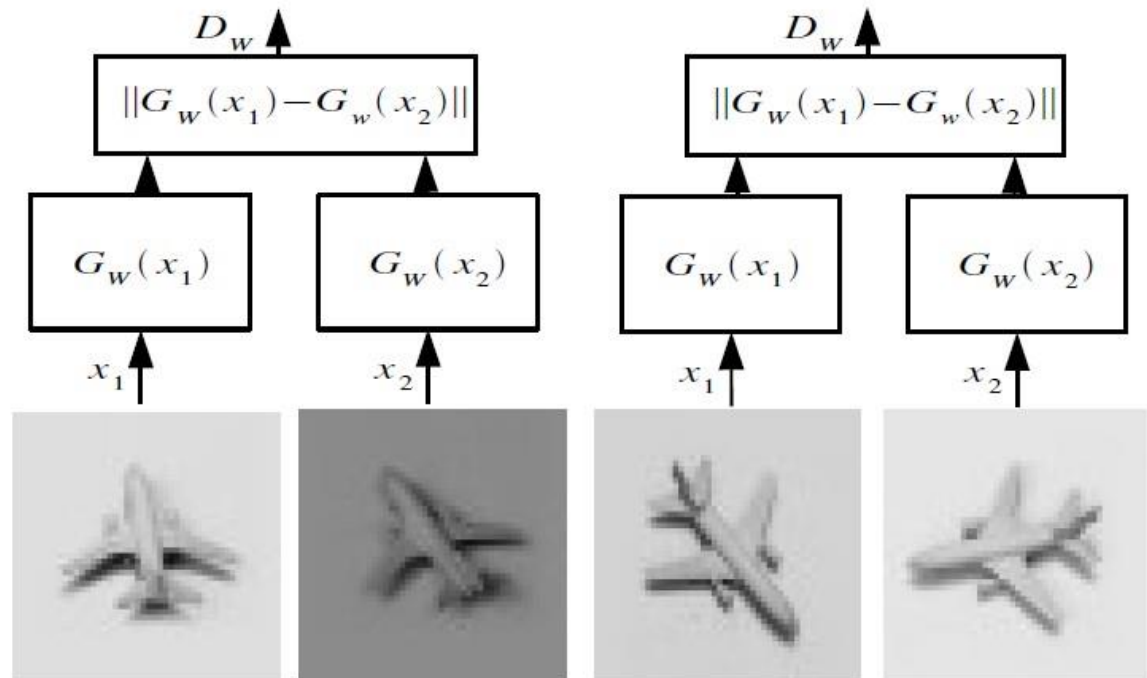 D_w
||G_w(x_1)-G_w(x_2)||
G_w(x_1)
G_w(x_2)
x_1
x_2
D_w
||G_w(x_1)-G_w(x_2)||
G_w(x_1)
G_w(x_2)
x_1
x_2